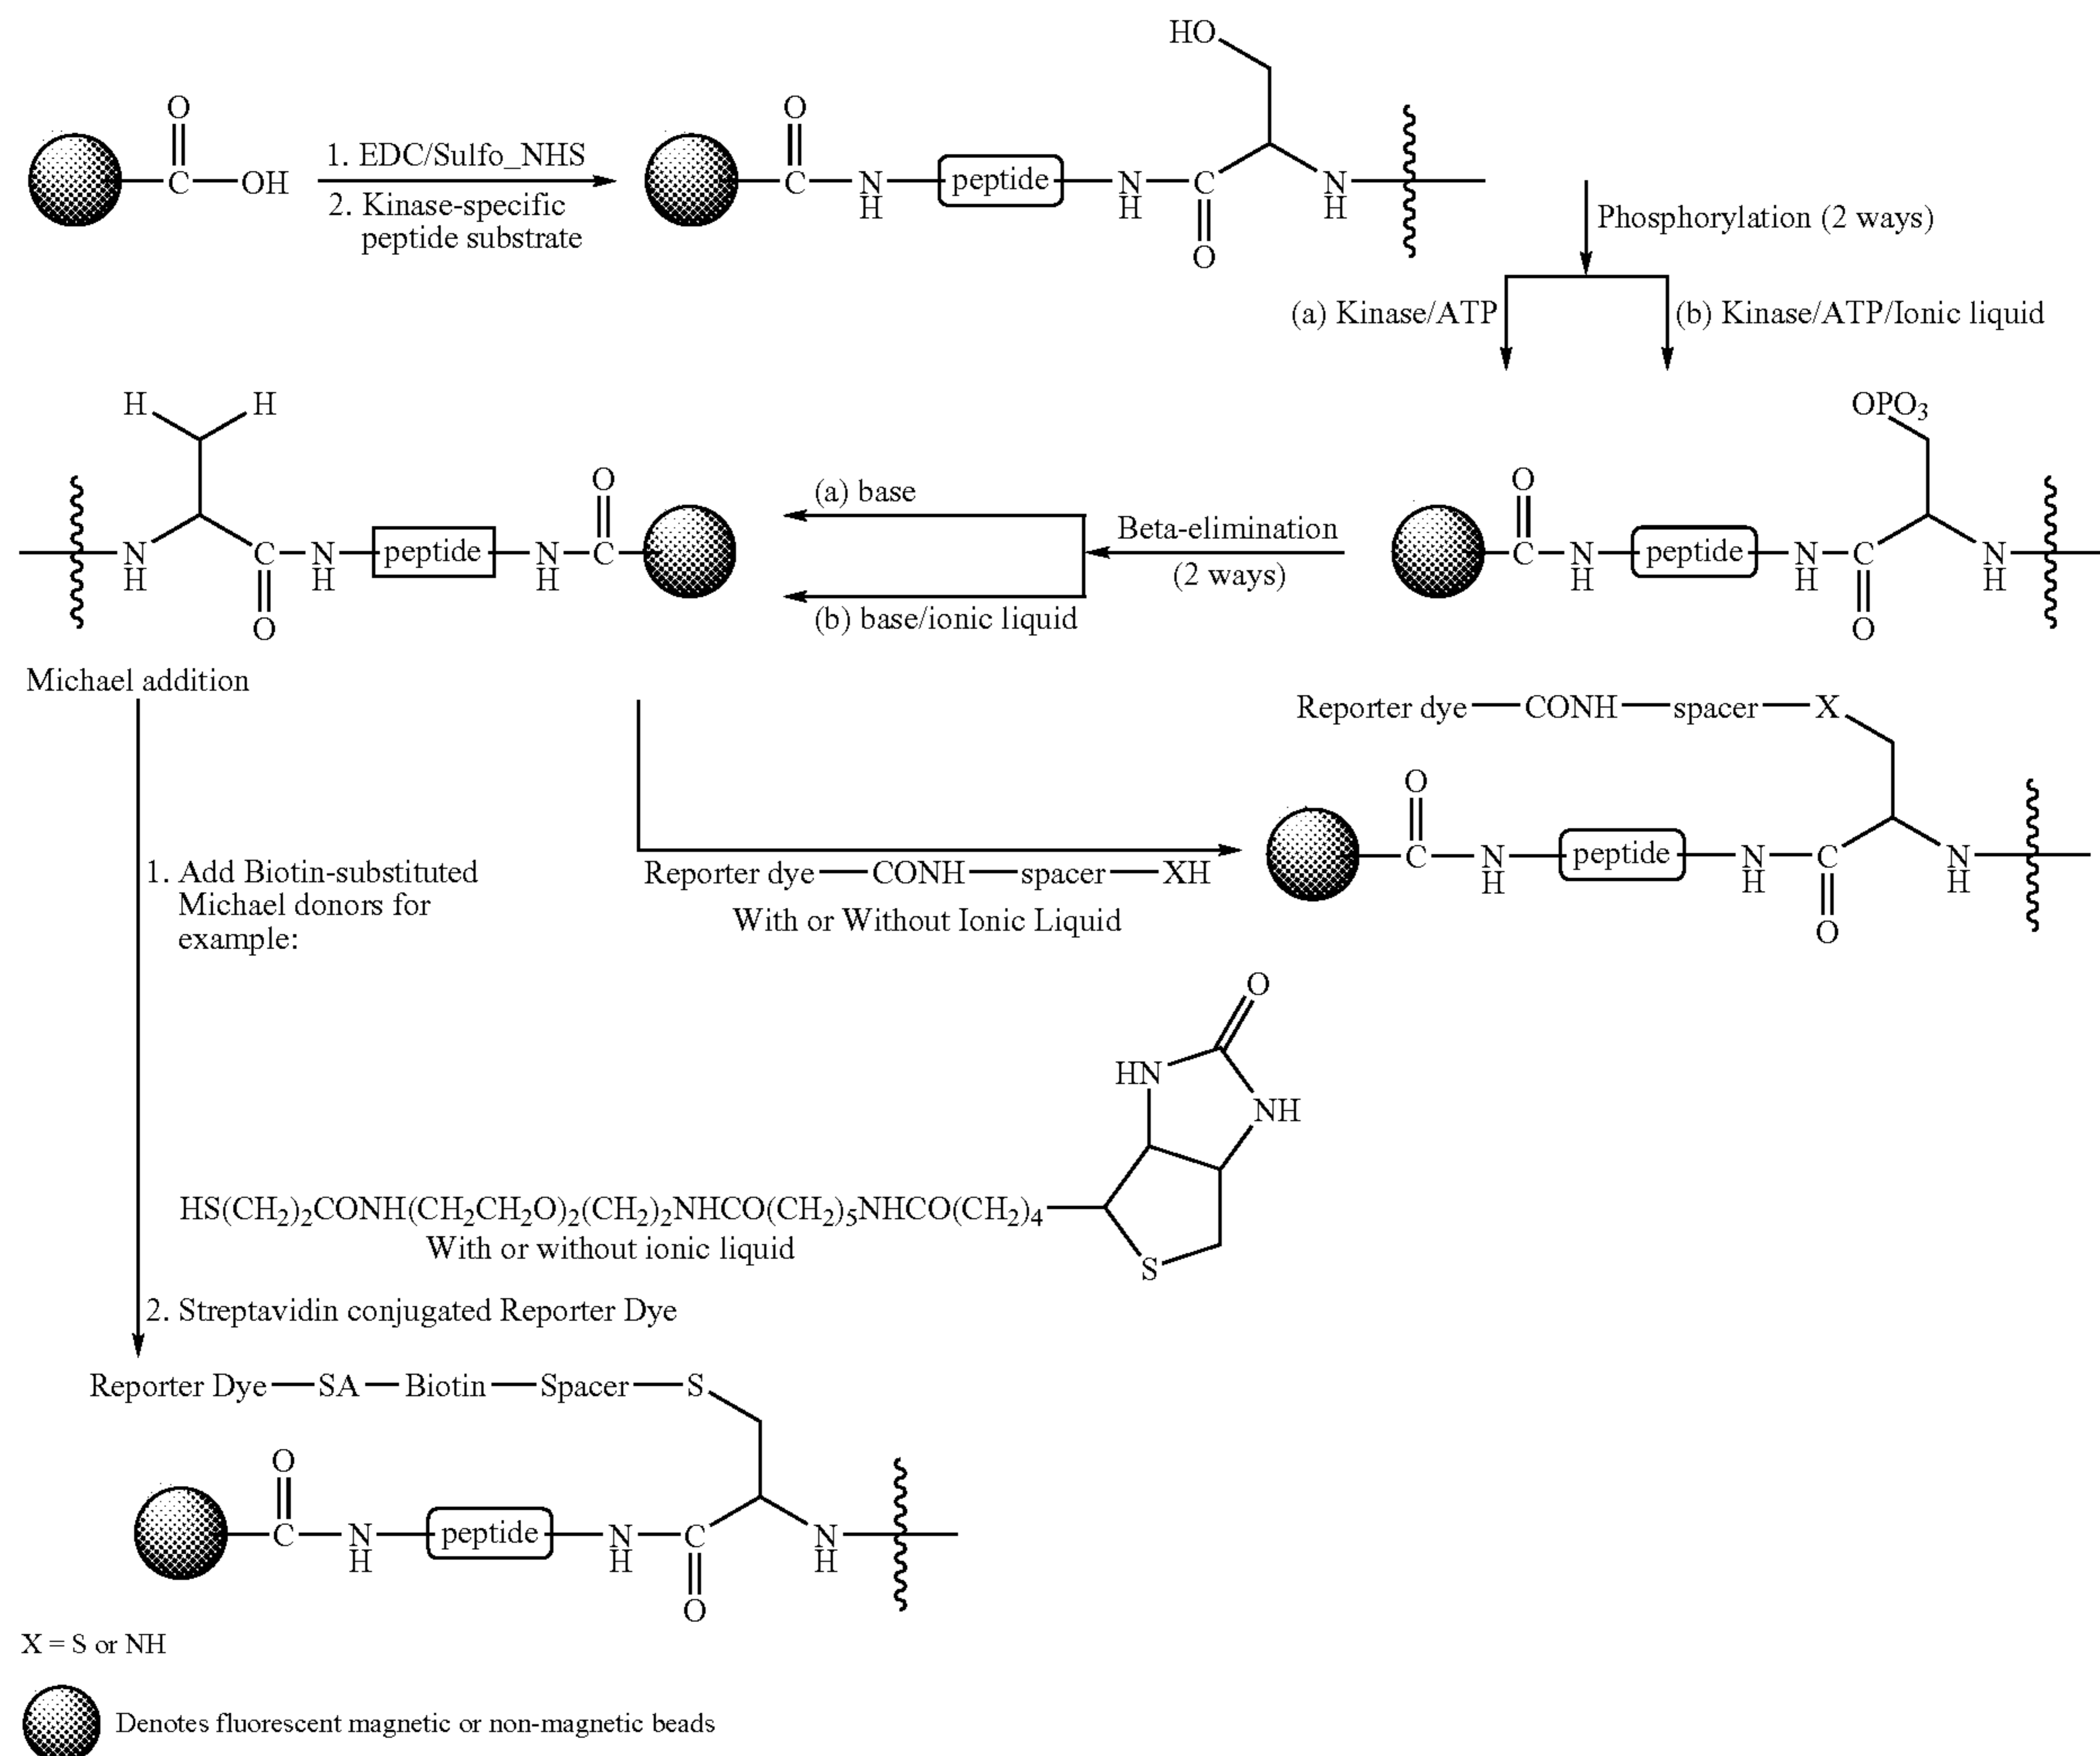 HO
O
C—OH
1. EDC/Sulfo_NHS
2. Kinase-specific
peptide substrate
O
C—N—peptide—N—C N
H H H
O
Phosphorylation (2 ways)
(a) Kinase/ATP
(b) Kinase/ATP/Ionic liquid
H H
O
N C—N—peptide—N—C
H H H
O
(a) base
Beta-elimination
(2 ways)
(b) base/ionic liquid
OPO3
O
C—N—peptide—N—C N
H H H
O
Michael addition
Reporter dye—CONH—spacer—X
O
C—N—peptide—N—C N
H H H
O
Reporter dye—CONH—spacer—XH
With or Without Ionic Liquid
1. Add Biotin-substituted
Michael donors for
example:
O
HN
NH
HS(CH2)2CONH(CH2CH2O)2(CH2)2NHCO(CH2)5NHCO(CH2)4
S
With or without ionic liquid
2. Streptavidin conjugated Reporter Dye
Reporter Dye—SA—Biotin—Spacer—S
O
C—N—peptide—N—C N
H H H
O
X = S or NH
Denotes fluorescent magnetic or non-magnetic beads